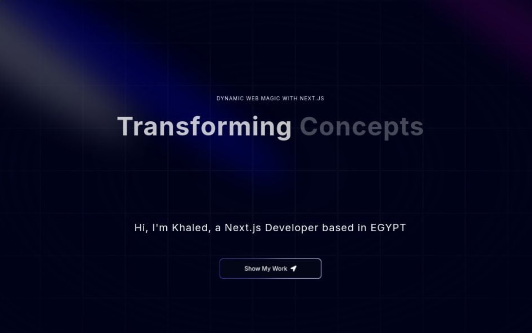 DYNAMIC WEB MAGIC WITH NEXT.JS
Transforming Concepts
Hi, I'm Khaled, a Next.js Developer based in EGYPT
Show My Work